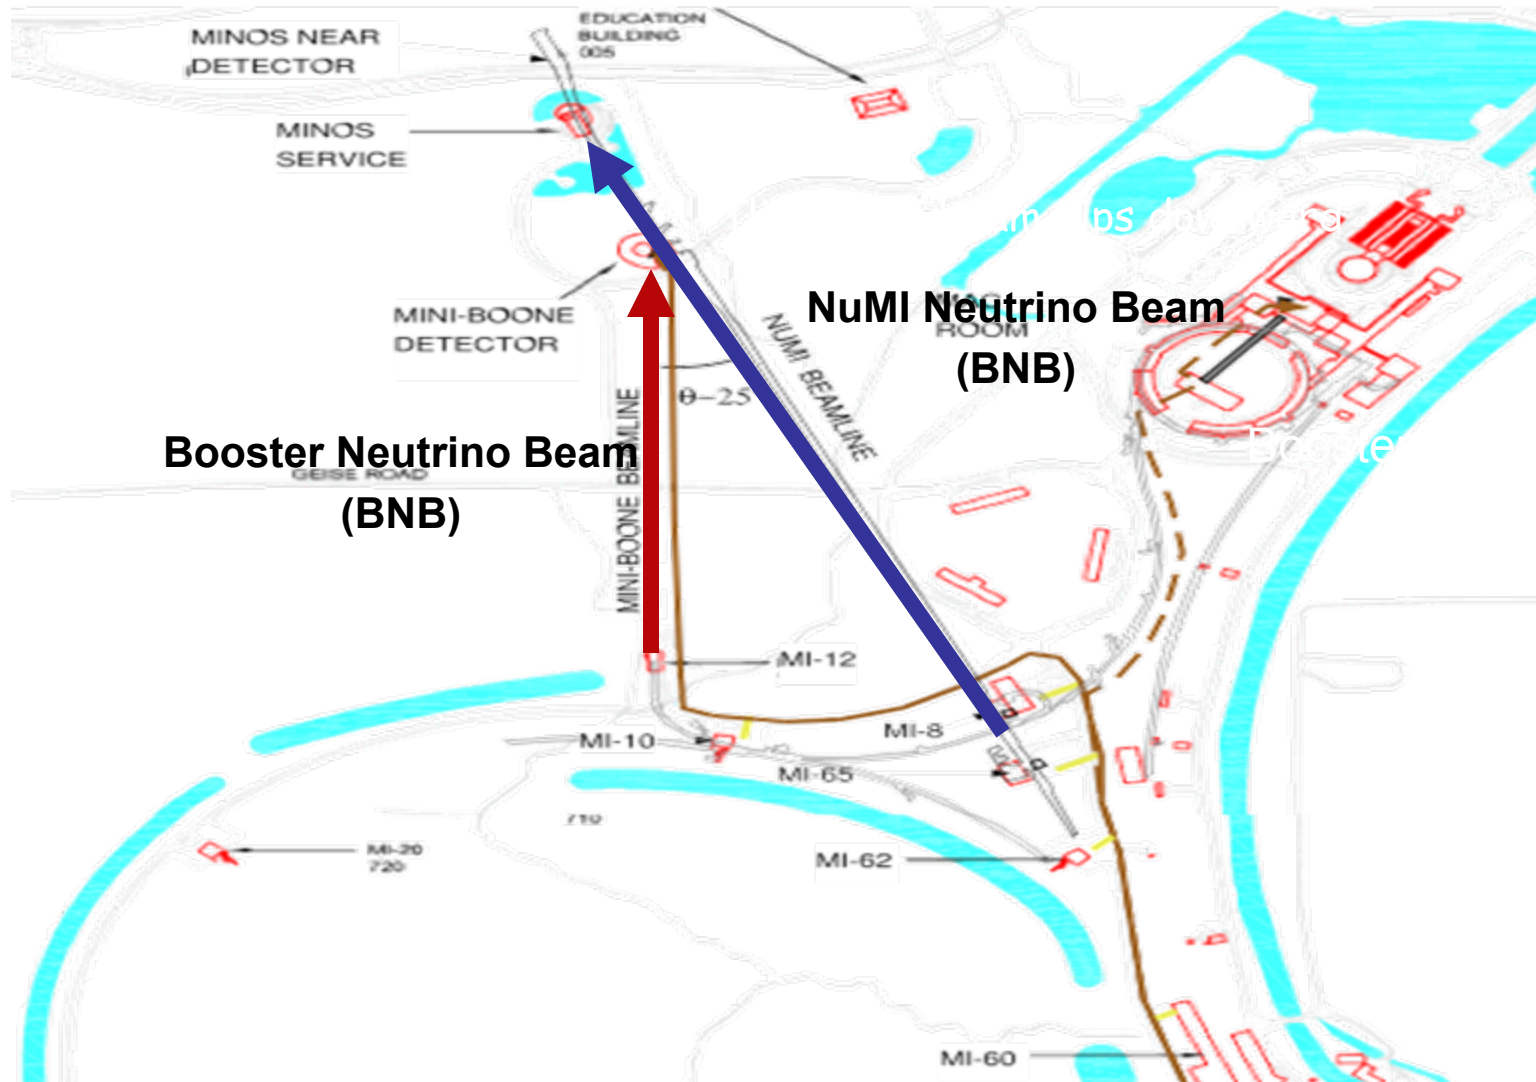 EDUCATION
BUILDING
005
MINOS NEAR
DETECTOR
MINOS
SERVICE
MINI-BOONE
DETECTOR
NuMI Neutrino Beam
(BNB)
ROOM
NUMI BEAMLINE
θ-25
Booster Neutrino Beam
(BNB)
GEISE ROAD
MINI-BOONE BEAMLINE
MI-12
MI-10
MI-8
MI-65
710
MI-20
720
MI-62
MI-60